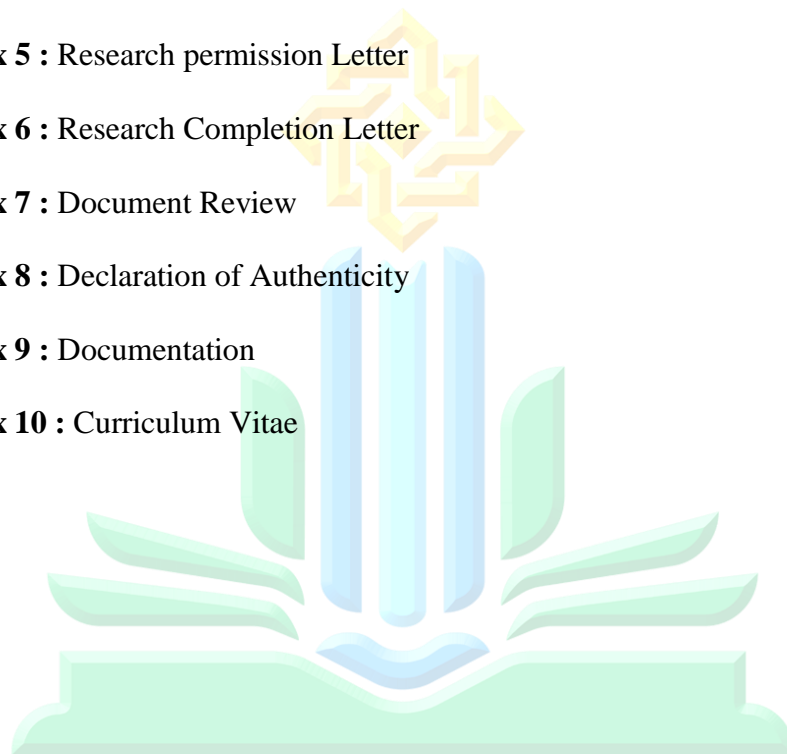 x 5 : Research permission Letter
x 6 : Research Completion Letter
x 7 : Document Review
x 8 : Declaration of Authenticity
x 9 : Documentation
x 10 : Curriculum Vitae